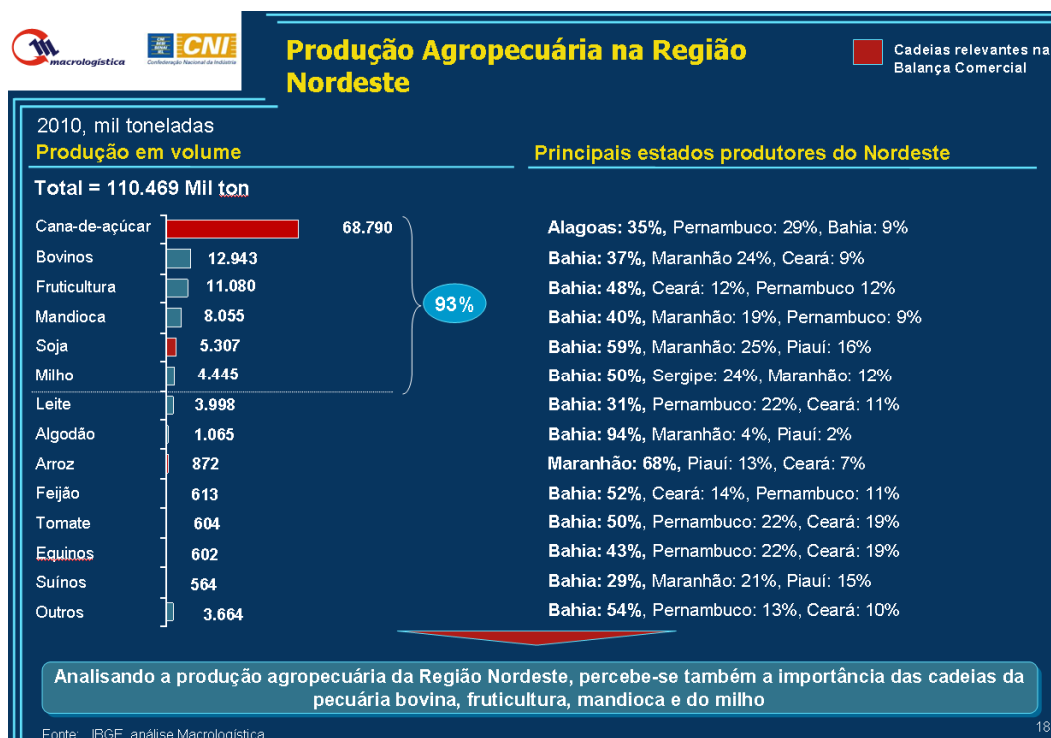 macrologística
CNI
Confederação Nacional da Indústria
Produção Agropecuária na Região
Nordeste
Cadeias relevantes na
Balança Comercial
2010, mil toneladas
Produção em volume
Principais estados produtores do Nordeste
Total = 110.469 Mil ton
Cana-de-açúcar 68.790 Alagoas: 35%, Pernambuco: 29%, Bahia: 9%
Bovinos 12.943 Bahia: 37%, Maranhão 24%, Ceará: 9%
Fruticultura 11.080 Bahia: 48%, Ceará: 12%, Pernambuco 12%
93%
Mandioca 8.055 Bahia: 40%, Maranhão: 19%, Pernambuco: 9%
Soja 5.307 Bahia: 59%, Maranhão: 25%, Piauí: 16%
Milho 4.445 Bahia: 50%, Sergipe: 24%, Maranhão: 12%
Leite 3.998 Bahia: 31%, Pernambuco: 22%, Ceará: 11%
Algodão 1.065 Bahia: 94%, Maranhão: 4%, Piauí: 2%
Arroz 872 Maranhão: 68%, Piauí: 13%, Ceará: 7%
Feijão 613 Bahia: 52%, Ceará: 14%, Pernambuco: 11%
Tomate 604 Bahia: 50%, Pernambuco: 22%, Ceará: 19%
Equinos 602 Bahia: 43%, Pernambuco: 22%, Ceará: 19%
Suínos 564 Bahia: 29%, Maranhão: 21%, Piauí: 15%
Outros 3.664 Bahia: 54%, Pernambuco: 13%, Ceará: 10%
Analisando a produção agropecuária da Região Nordeste, percebe-se também a importância das cadeias da
pecuária bovina, fruticultura, mandioca e do milho
Fonte: IBGE, análise Macrologística
18